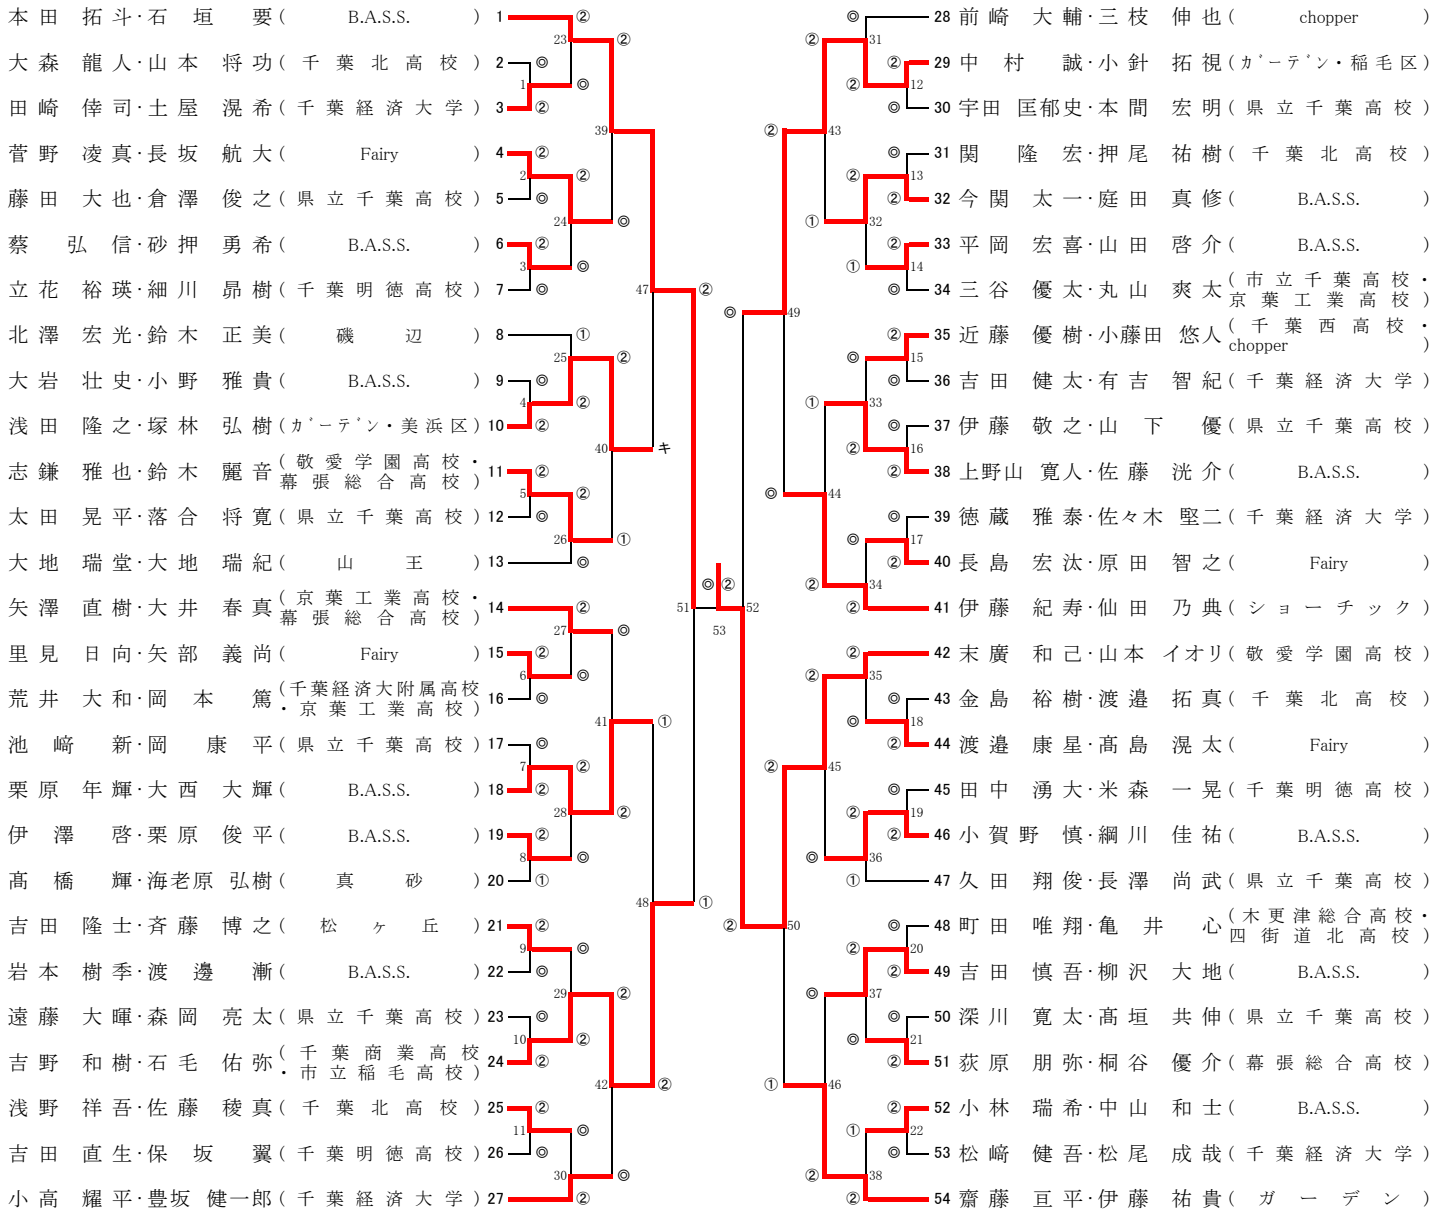 本田 拓斗・石垣 要 ( B.A.S.S. ) 1
大森 龍人・山本 将功 ( 千葉北高校 ) 2
田崎 倖司・土屋 滉希 ( 千葉経済大学 ) 3
菅野 凌真・長坂 航大 ( Fairy ) 4
藤田 大也・倉澤 俊之 ( 県立千葉高校 ) 5
蔡 弘信・砂押 勇希 ( B.A.S.S. ) 6
立花 裕瑛・細川 昴樹 ( 千葉明徳高校 ) 7
北澤 宏光・鈴木 正美 ( 磯辺 ) 8
大岩 壮史・小野 雅貴 ( B.A.S.S. ) 9
浅田 隆之・塚林 弘樹 ( ガーデン・美浜区 ) 10
志鎌 雅也・鈴木 麗音 ( 敬愛学園高校・幕張総合高校 ) 11
太田 晃平・落合 将寛 ( 県立千葉高校 ) 12
大地 瑞堂・大地 瑞紀 ( 山王 ) 13
矢澤 直樹・大井 春真 ( 京葉工業高校・幕張総合高校 ) 14
里見 日向・矢部 義尚 ( Fairy ) 15
荒井 大和・岡本 篤 ( 千葉経済大附属高校・京葉工業高校 ) 16
池﨑 新・岡 康平 ( 県立千葉高校 ) 17
栗原 年輝・大西 大輝 ( B.A.S.S. ) 18
伊澤 啓・栗原 俊平 ( B.A.S.S. ) 19
髙橋 輝・海老原 弘樹 ( 真砂 ) 20
吉田 隆士・斉藤 博之 ( 松ヶ丘 ) 21
岩本 樹季・渡邊 漸 ( B.A.S.S. ) 22
遠藤 大暉・森岡 亮太 ( 県立千葉高校 ) 23
吉野 和樹・石毛 佑弥 ( 千葉商業高校・市立稲毛高校 ) 24
浅野 祥吾・佐藤 稜真 ( 千葉北高校 ) 25
吉田 直生・保坂 翼 ( 千葉明徳高校 ) 26
小高 耀平・豊坂 健一郎 ( 千葉経済大学 ) 27
28 前崎 大輔・三枝 伸也 ( chopper )
29 中村 誠・小針 拓視 ( ガーデン・稲毛区 )
30 宇田 匡郁史・本間 宏明 ( 県立千葉高校 )
31 関 隆宏・押尾 祐樹 ( 千葉北高校 )
32 今関 太一・庭田 真修 ( B.A.S.S. )
33 平岡 宏喜・山田 啓介 ( B.A.S.S. )
34 三谷 優太・丸山 爽太 ( 市立千葉高校・京葉工業高校 )
35 近藤 優樹・小藤田 悠人 ( 千葉西高校・chopper )
36 吉田 健太・有吉 智紀 ( 千葉経済大学 )
37 伊藤 敬之・山下 優 ( 県立千葉高校 )
38 上野山 寛人・佐藤 洸介 ( B.A.S.S. )
39 徳蔵 雅泰・佐々木 堅二 ( 千葉経済大学 )
40 長島 宏汰・原田 智之 ( Fairy )
41 伊藤 紀寿・仙田 乃典 ( ショーチック )
42 末廣 和己・山本 イオリ ( 敬愛学園高校 )
43 金島 裕樹・渡邉 拓真 ( 千葉北高校 )
44 渡邉 康星・髙島 滉太 ( Fairy )
45 田中 湧大・米森 一晃 ( 千葉明徳高校 )
46 小賀野 慎・綱川 佳祐 ( B.A.S.S. )
47 久田 翔俊・長澤 尚武 ( 県立千葉高校 )
48 町田 唯翔・亀井 心 ( 木更津総合高校・四街道北高校 )
49 吉田 慎吾・柳沢 大地 ( B.A.S.S. )
50 深川 寛太・髙垣 共伸 ( 県立千葉高校 )
51 荻原 朋弥・桐谷 優介 ( 幕張総合高校 )
52 小林 瑞希・中山 和士 ( B.A.S.S. )
53 松﨑 健吾・松尾 成哉 ( 千葉経済大学 )
54 齋藤 亘平・伊藤 祐貴 ( ガーデン )